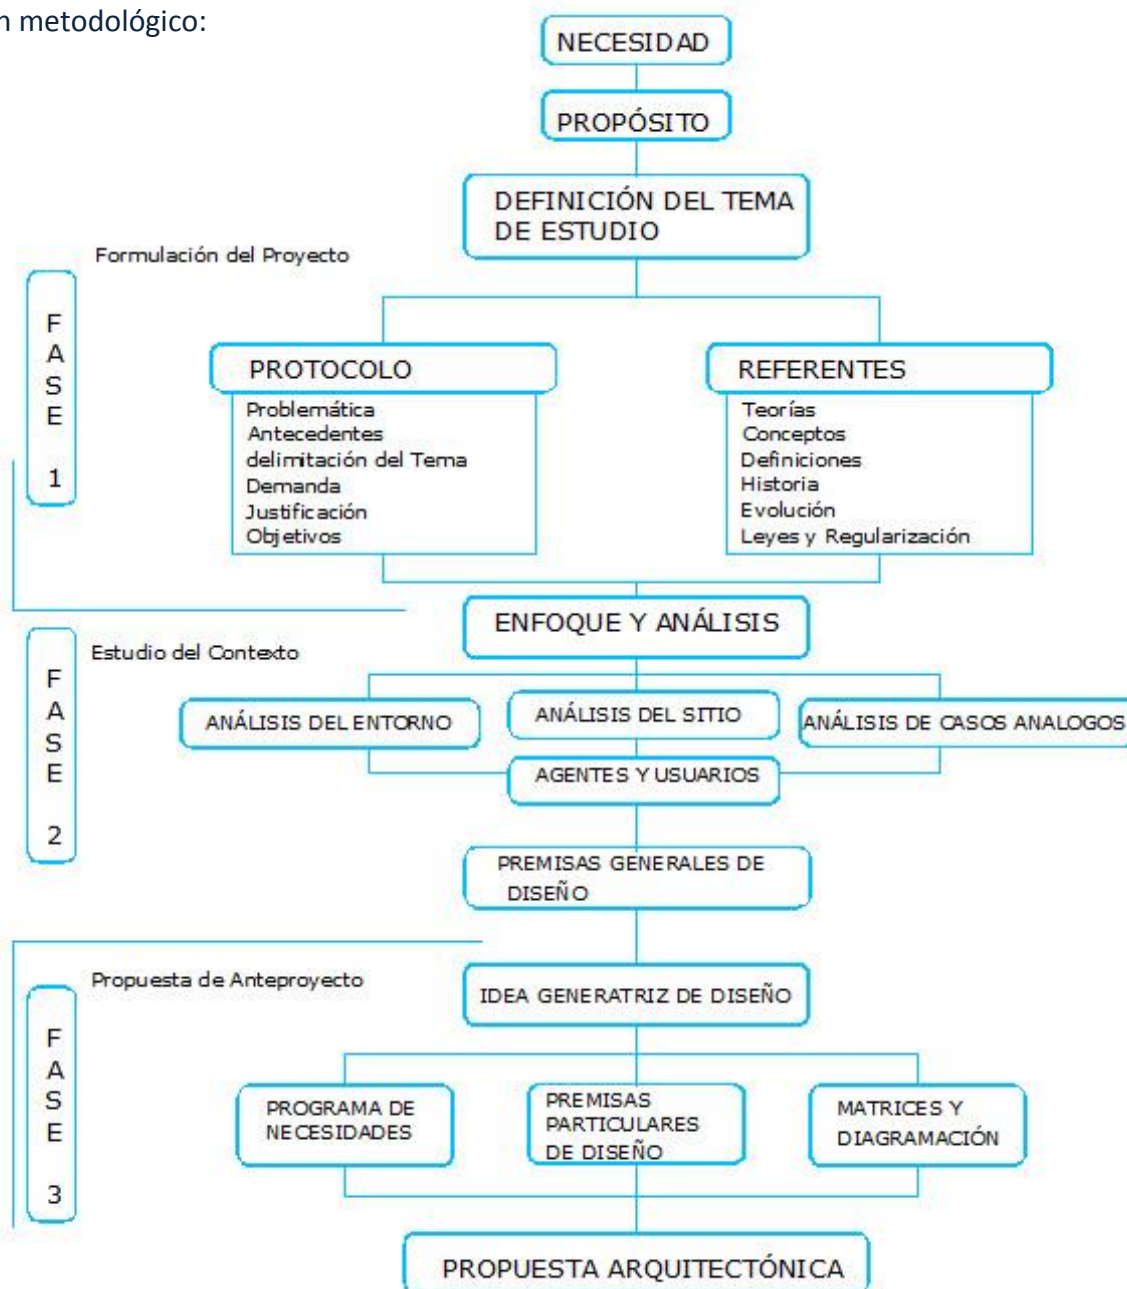 n metodológico:
NECESIDAD
PROPÓSITO
DEFINICIÓN DEL TEMA
DE ESTUDIO
Formulación del Proyecto
F
A
S
E
1
PROTOCOLO
Problemática
Antecedentes
delimitación del Tema
Demanda
Justificación
Objetivos
REFERENTES
Teorías
Conceptos
Definiciones
Historia
Evolución
Leyes y Regularización
ENFOQUE Y ANÁLISIS
Estudio del Contexto
F
A
S
E
2
ANÁLISIS DEL ENTORNO
ANÁLISIS DEL SITIO
ANÁLISIS DE CASOS ANALOGOS
AGENTES Y USUARIOS
PREMISAS GENERALES DE
DISEÑO
Propuesta de Anteproyecto
F
A
S
E
3
IDEA GENERATRIZ DE DISEÑO
PROGRAMA DE
NECESIDADES
PREMISAS
PARTICULARES
DE DISEÑO
MATRICES Y
DIAGRAMACIÓN
PROPUESTA ARQUITECTÓNICA